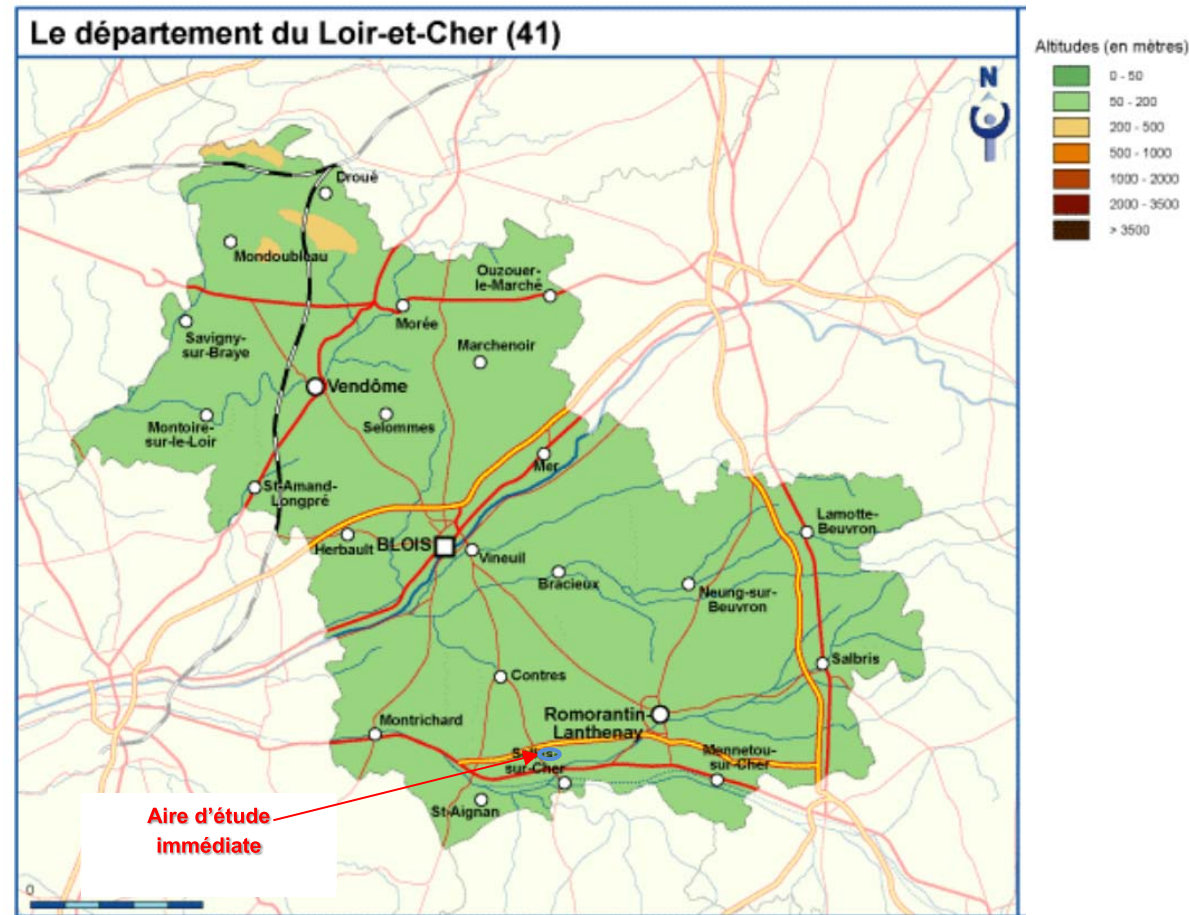 Le département du Loir-et-Cher (41)
Altitudes (en mètres)
N
0 - 50
50 - 200
200 - 500
500 - 1000
1000 - 2000
2000 - 3500
> 3500
Droué
Mondoubleau
Ouzouer-
le-Marché
Morée
Savigny-
sur-Braye
Marchenoir
Vendôme
Montoire-
sur-le-Loir
Selommes
Mer
St-Amand-
Longpré
Lamotte-
Beuvron
Herbault
BLOIS
Vineuil
Bracieux
Neung-sur-
Beuvron
Salbris
Contres
Romorantin-
Lanthenay
Montrichard
Mennetou-
sur-Cher
sur-Cher
St-Aignan
Aire d'étude
immédiate
0